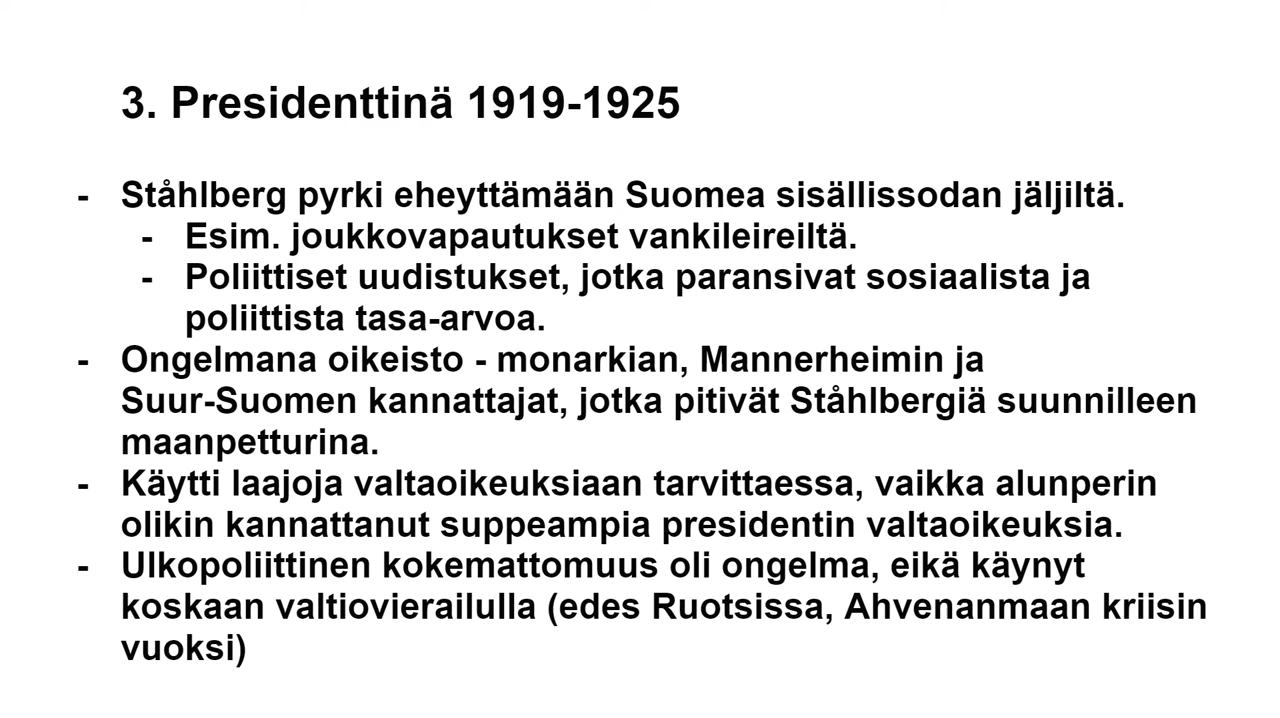 3. Presidenttinä 1919-1925
- Ståhlberg pyrki eheyttämään Suomea sisällissodan jäljiltä.
- Esim. joukkovapautukset vankileireiltä.
- Poliittiset uudistukset, jotka paransivat sosiaalista ja
poliittista tasa-arvoa.
- Ongelmana oikeisto - monarkian, Mannerheimin ja
Suur-Suomen kannattajat, jotka pitivät Ståhlbergiä suunnilleen
maanpetturina.
- Käytti laajoja valtaoikeuksiaan tarvittaessa, vaikka alunperin
olikin kannattanut suppeampia presidentin valtaoikeuksia.
- Ulkopoliittinen kokemattomuus oli ongelma, eikä käynyt
koskaan valtiovierailulla (edes Ruotsissa, Ahvenanmaan kriisin
vuoksi)